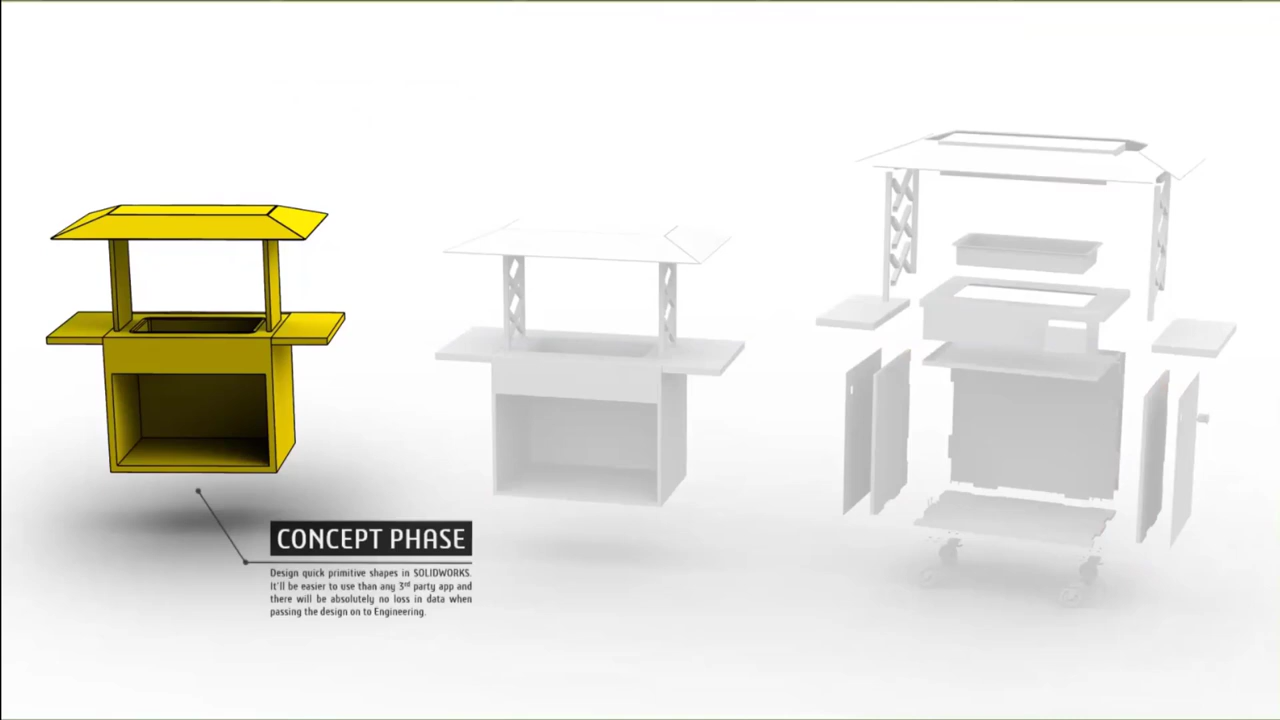 CONCEPT PHASE
Design quick primitive shapes in SOLIDWORKS.
It'll be easier to use than any 3rd party app and
there will be absolutely no loss in data when
passing the design on to Engineering.